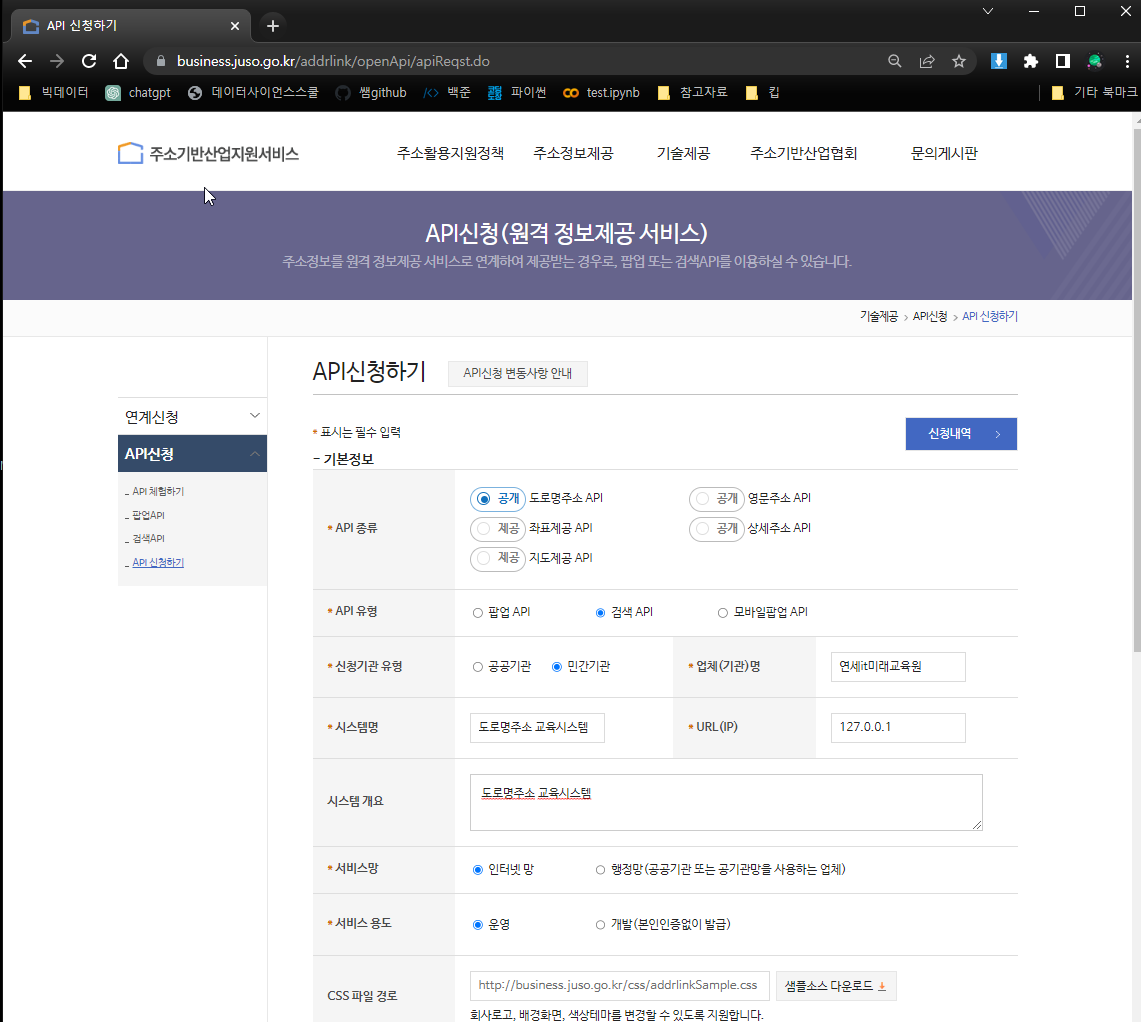 API 신청하기
business.juso.go.kr/addrlink/openApi/apiReqst.do
빅데이터 chatgpt 데이터사이언스스쿨 쌤github 백준 파이썬 test.ipynb 참고자료 킵 기타 북마크
주소기반산업지원서비스 주소활용지원정책 주소정보제공 기술제공 주소기반산업협회 문의게시판
API신청(원격 정보제공 서비스)
주소정보를 원격 정보제공 서비스로 연계하여 제공받는 경우로, 팝업 또는 검색API를 이용하실 수 있습니다.
기술제공 > API신청 > API 신청하기
연계신청
API신청
API 체험하기
팝업API
검색API
API 신청하기
API신청하기 API신청 변동사항 안내
* 표시는 필수 입력 신청내역
- 기본정보
* API 종류
공개 도로명주소 API 공개 영문주소 API
제공 좌표제공 API 공개 상세주소 API
제공 지도제공 API
* API 유형 팝업 API 검색 API 모바일팝업 API
* 신청기관 유형 공공기관 민간기관 * 업체(기관)명 연세it미래교육원
* 시스템명 도로명주소 교육시스템 * URL(IP) 127.0.0.1
시스템 개요 도로명주소 교육시스템
* 서비스망 인터넷 망 행정망(공공기관 또는 공기관망을 사용하는 업체)
* 서비스 용도 운영 개발(본인인증없이 발급)
CSS 파일 경로 http://business.juso.go.kr/css/addrlinkSample.css 샘플소스 다운로드
회사로고, 배경화면, 색상테마를 변경할 수 있도록 지원합니다.